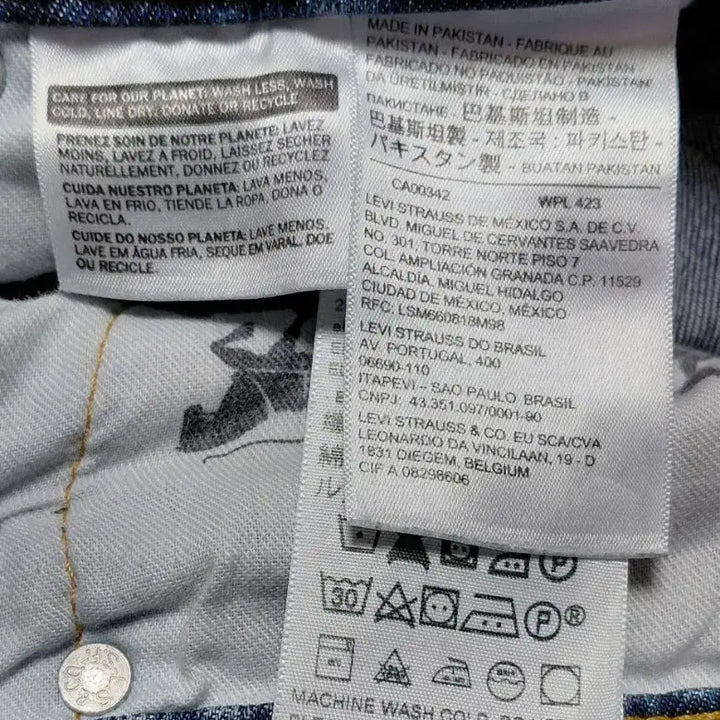 CARE FOR OUR PLANET: WASH LESS, WASH
COLD, LINE DRY, DONATE OR RECYCLE
PRENEZ SOIN DE NOTRE PLANETE: LAVEZ
MOINS, LAVEZ A FROID, LAISSEZ SECHER
NATURELLEMENT, DONNEZ OU RECYCLEZ
CUIDA NUESTRO PLANETA: LAVA MENOS,
LAVA EN FRIO, TIENDE LA ROPA, DONA O
RECICLA.
CUIDE DO NOSSO PLANETA: LAVE MENOS,
LAVE EM ÁGUA FRIA, SEQUE EM VARAL, DOE
OU RECICLE.
MADE IN PAKISTAN - FABRIQUE AU
PAKISTAN - FABRICADO EN PAKISTAN -
FABRICADO NO PAQUISTÃO - PAKISTAN'
DA ÜRETILMISTIR - СДЕЛАНО В
ПАКИСТАНЕ - 巴基斯坦制造 -
巴基斯坦製 - 제조국 : 파키스탄 -
パキスタン製 - BUATAN PAKISTAN
CA00342 WPL 423
LEVI STRAUSS DE MÉXICO S.A. DE C.V.
BLVD. MIGUEL DE CERVANTES SAAVEDRA
NO. 301, TORRE NORTE PISO 7
COL. AMPLIACIÓN GRANADA C.P. 11529
ALCALDÍA. MIGUEL HIDALGO
CIUDAD DE MÉXICO, MÉXICO
RFC: LSM660818M98
LEVI STRAUSS DO BRASIL
AV. PORTUGAL, 400
06690-110
ITAPEVI - SAO PAULO BRASIL
CNPJ: 43.351.097/0001-90
LEVI STRAUSS & CO. EU SCA/CVA
LEONARDO DA VINCILAAN, 19 - D
1831 DIEGEM, BELGIUM
CIF A 08298606
P
30 P ®
MACHINE WASH COLD